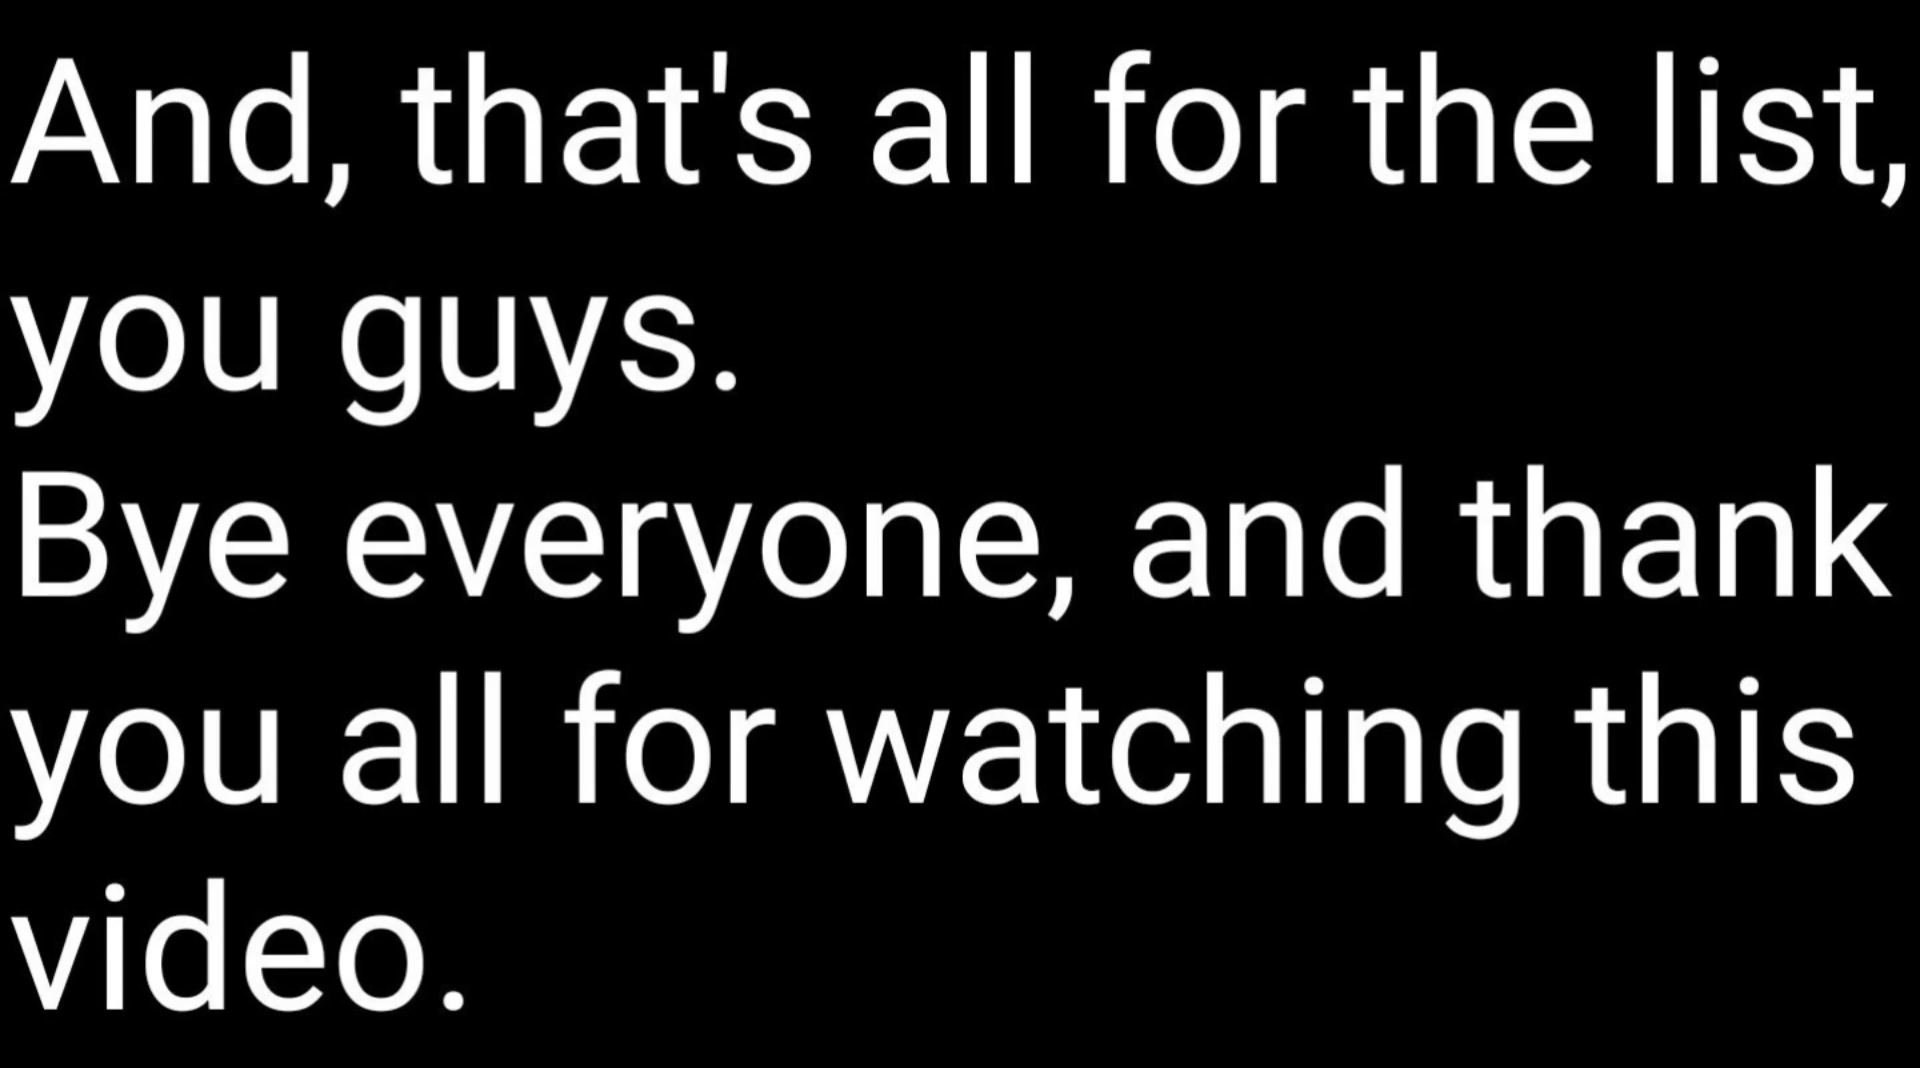 And, that's all for the list,
you guys.
Bye everyone, and thank
you all for watching this
video.